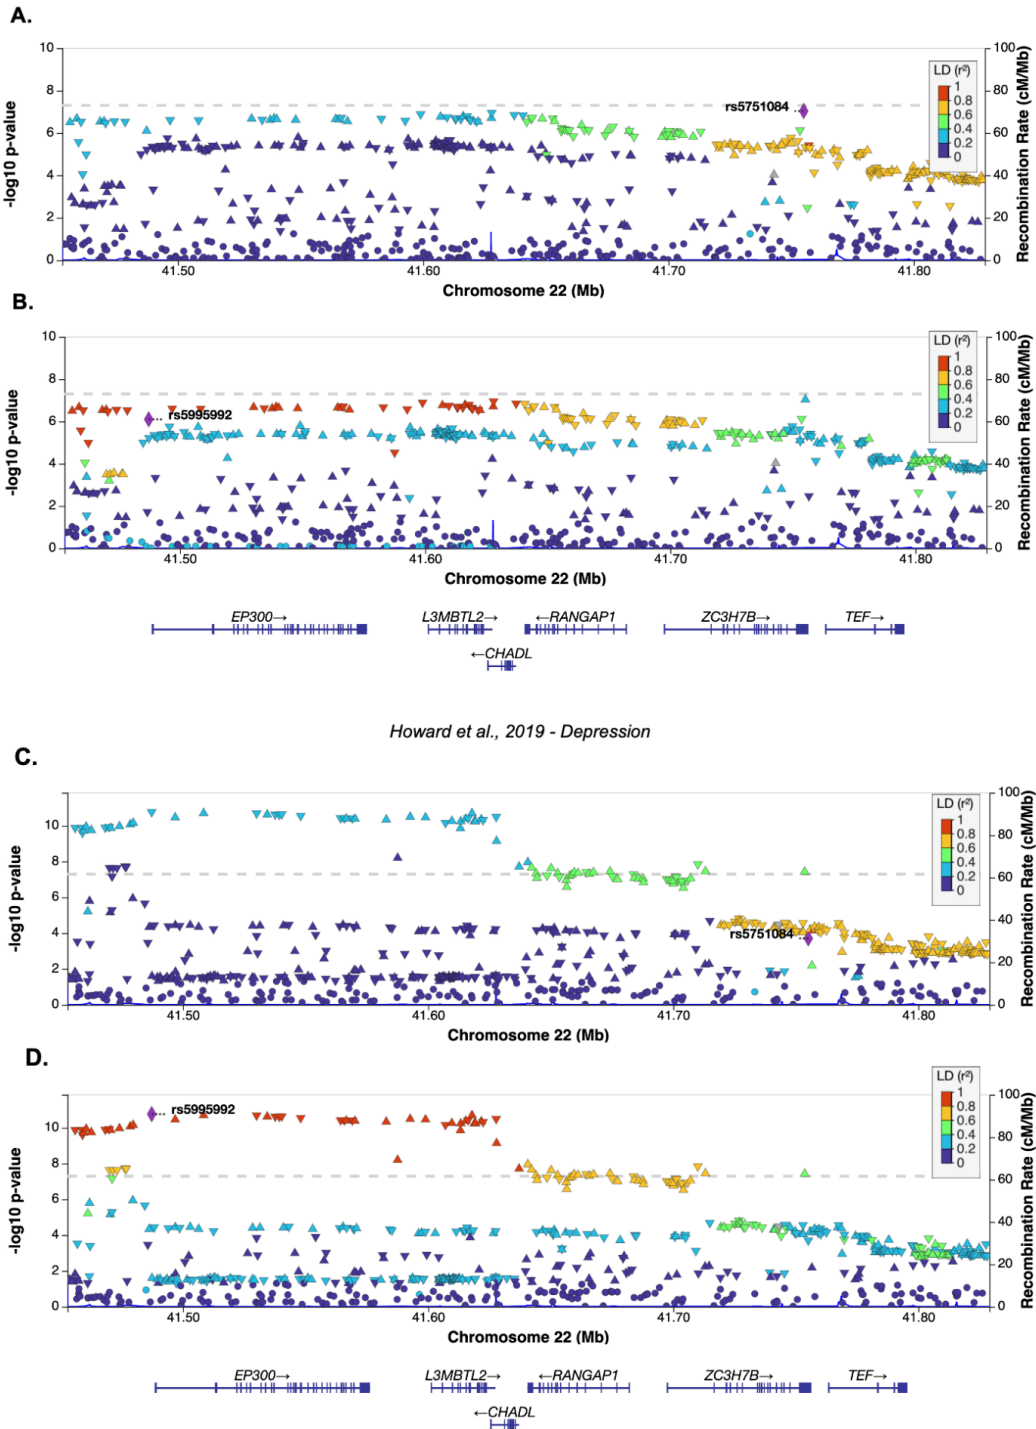 A.
10
8
6
4
2
0
-log10 p-value
rs5751084
LD (r²)
1
0.8
0.6
0.4
0.2
0
100
80
60
40
20
0
Recombination Rate (cM/Mb)
41.50 41.60 41.70 41.80
Chromosome 22 (Mb)
B.
10
8
6
4
2
0
-log10 p-value
rs5995992
LD (r²)
1
0.8
0.6
0.4
0.2
0
100
80
60
40
20
0
Recombination Rate (cM/Mb)
41.50 41.60 41.70 41.80
Chromosome 22 (Mb)
EP300→ L3MBTL2→ ←RANGAP1 ZC3H7B→ TEF→
←CHADL
Howard et al., 2019 - Depression
C.
10
8
6
4
2
0
-log10 p-value
rs5751084
LD (r²)
1
0.8
0.6
0.4
0.2
0
100
80
60
40
20
0
Recombination Rate (cM/Mb)
41.50 41.60 41.70 41.80
Chromosome 22 (Mb)
D.
10
8
6
4
2
0
-log10 p-value
rs5995992
LD (r²)
1
0.8
0.6
0.4
0.2
0
100
80
60
40
20
0
Recombination Rate (cM/Mb)
41.50 41.60 41.70 41.80
Chromosome 22 (Mb)
EP300→ L3MBTL2→ ←RANGAP1 ZC3H7B→ TEF→
←CHADL